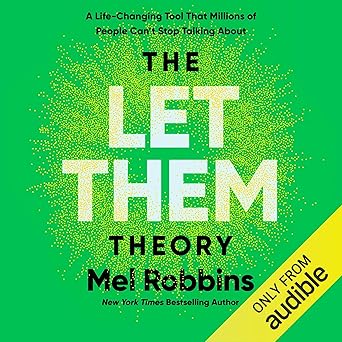 A Life-Changing Tool That Millions of
People Can't Stop Talking About
THE
LET
THEM
THEORY
Mel Robbins
New York Times Bestselling Author
ONLY FROM
audible